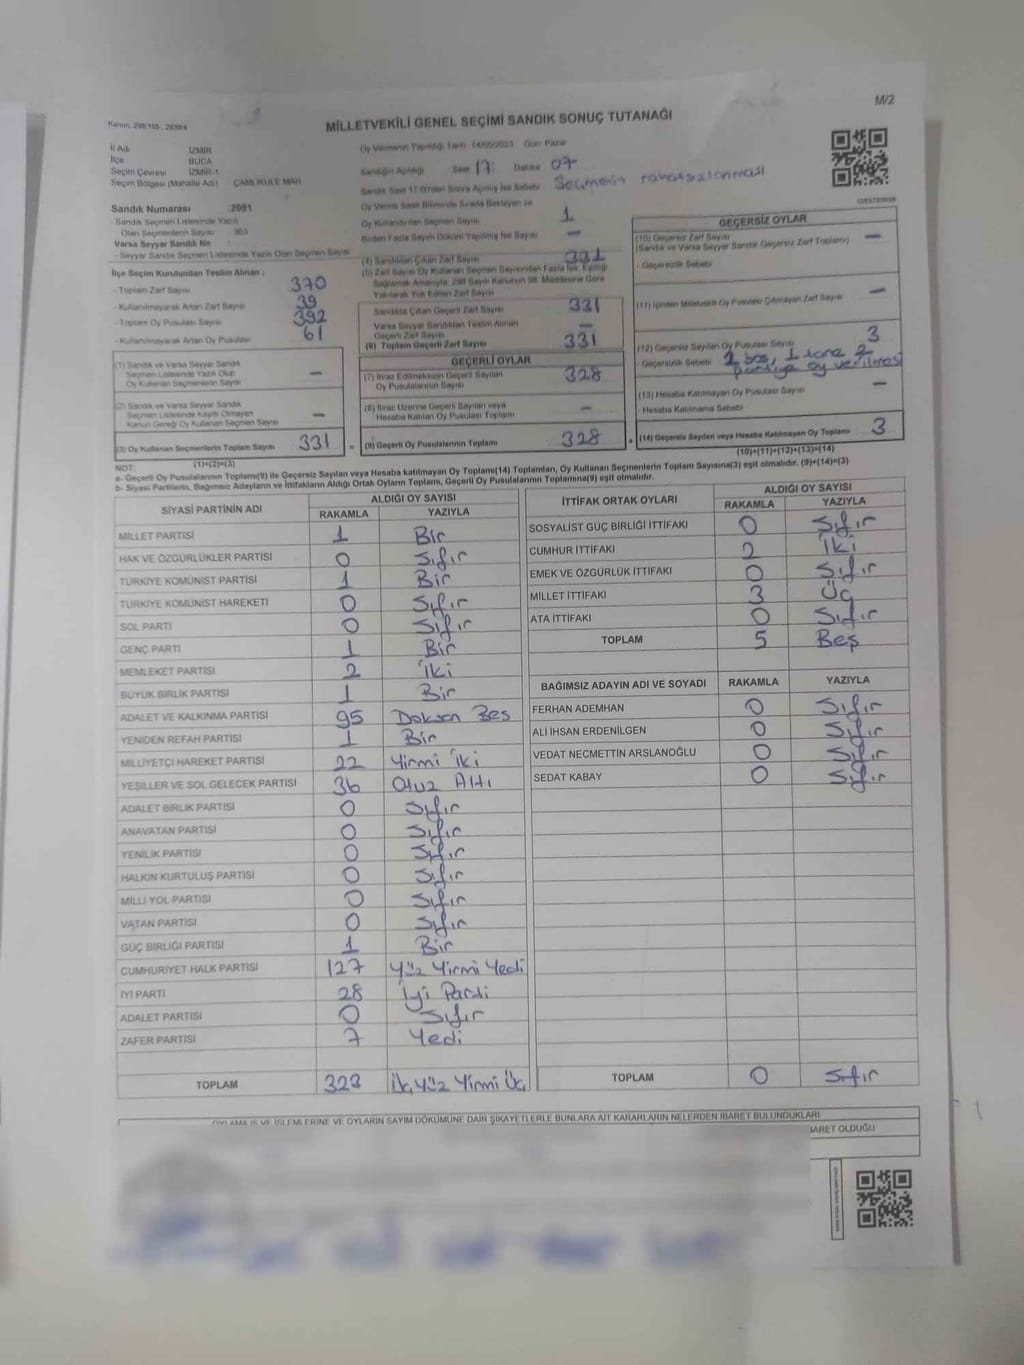 M/2
Kanun: 298/105 , 2839/4
MİLLETVEKİLİ GENEL SEÇİMİ SANDIK SONUÇ TUTANAĞI
İl Adı : İZMİR
İlçe : BUCA
Seçim Çevresi : İZMİR-1
Seçim Bölgesi (Mahalle Adı) : ÇAMLIKULE MAH.
Sandık Numarası : 2091
Sandık Seçmen Listesinde Yazılı
Olan Seçmenlerin Sayısı : 363
Varsa Seyyar Sandık No :
- Seyyar Sandık Seçmen Listesinde Yazılı Olan Seçmen Sayısı
Oy Vermenin Yapıldığı Tarih: 14/05/2023 Gün: Pazar
Sandığın Açıldığı Saat 17: Dakika 07
Sandık Saat 17:00'den Sonra Açılmış İse Sebebi: Seçmenin rahatsızlanması
Oy Verme Saati Bitiminde Sırada Bekleyen ve
Oy Kullandırılan Seçmen Sayısı 1
Birden Fazla Sayım Döküm Yapılmış İse Sayısı —
İlçe Seçim Kurulundan Teslim Alınan :
- Toplam Zarf Sayısı 370
- Kullanılmayarak Artan Zarf Sayısı 39
- Toplam Oy Pusulası Sayısı 392
- Kullanılmayarak Artan Oy Pusulası 61
(1) Sandık ve Varsa Seyyar Sandık
Seçmen Listesinde Yazılı Olup
Oy Kullanan Seçmenlerin Sayısı —
(2) Sandık ve Varsa Seyyar Sandık
Seçmen Listesinde Kayıtlı Olmayan
Kanun Gereği Oy Kullanan Seçmen Sayısı —
(3) Oy Kullanan Seçmenlerin Toplam Sayısı 331
(1)+(2)=(3)
(4) Sandıktan Çıkan Zarf Sayısı 331
(5) Zarf Sayısı Oy Kullanan Seçmen Sayısından Fazla İse, Eşitliği
Sağlamak Amacıyla, 298 Sayılı Kanunun 98. Maddesine Göre
Yakılarak Yok Edilen Zarf Sayısı
Sandıkta Çıkan Geçerli Zarf Sayısı 331
Varsa Seyyar Sandıktan Teslim Alınan
Geçerli Zarf Sayısı —
(6) Toplam Geçerli Zarf Sayısı 331
GEÇERLİ OYLAR
(7) İtiraz Edilmeksizin Geçerli Sayılan
Oy Pusulalarının Sayısı 328
(8) İtiraz Üzerine Geçerli Sayılan veya
Hesaba Katılan Oy Pusulaları Toplamı —
= (9) Geçerli Oy Pusulalarının Toplamı 328
GEÇERSİZ OYLAR
(10) Geçersiz Zarf Sayısı
(Sandık ve Varsa Seyyar Sandık Geçersiz Zarf Toplamı) —
- Geçersizlik Sebebi
(11) İçinden Milletvekili Oy Pusulası Çıkmayan Zarf Sayısı —
(12) Geçersiz Sayılan Oy Pusulası Sayısı 3
- Geçersizlik Sebebi 2 boş, 1 tane 2
partiye oy verilmesi
(13) Hesaba Katılmayan Oy Pusulası Sayısı —
- Hesaba Katılmama Sebebi
+ (14) Geçersiz Sayılan veya Hesaba Katılmayan Oy Toplamı 3
(10)+(11)+(12)+(13)=(14)
NOT:
a- Geçerli Oy Pusulalarının Toplamı(9) ile Geçersiz Sayılan veya Hesaba katılmayan Oy Toplamı(14) Toplamları, Oy Kullanan Seçmenlerin Toplam Sayısına(3) eşit olmalıdır. (9)+(14)=(3)
b- Siyasi Partilerin, Bağımsız Adayların ve İttifakların Aldığı Ortak Oyların Toplamı, Geçerli Oy Pusulalarının Toplamına(9) eşit olmalıdır.
SİYASİ PARTİNİN ADI ALDIĞI OY SAYISI
RAKAMLA YAZIYLA
MİLLET PARTİSİ 1 Bir
HAK VE ÖZGÜRLÜKLER PARTİSİ 0 Sıfır
TÜRKİYE KOMÜNİST PARTİSİ 1 Bir
TÜRKİYE KOMÜNİST HAREKETİ 0 Sıfır
SOL PARTİ 0 Sıfır
GENÇ PARTİ 1 Bir
MEMLEKET PARTİSİ 2 İki
BÜYÜK BİRLİK PARTİSİ 1 Bir
ADALET VE KALKINMA PARTİSİ 95 Doksan Beş
YENİDEN REFAH PARTİSİ 1 Bir
MİLLİYETÇİ HAREKET PARTİSİ 22 Yirmi İki
YEŞİLLER VE SOL GELECEK PARTİSİ 36 Otuz Altı
ADALET BİRLİK PARTİSİ 0 Sıfır
ANAVATAN PARTİSİ 0 Sıfır
YENİLİK PARTİSİ 0 Sıfır
HALKIN KURTULUŞ PARTİSİ 0 Sıfır
MİLLİ YOL PARTİSİ 0 Sıfır
VATAN PARTİSİ 0 Sıfır
GÜÇ BİRLİĞİ PARTİSİ 1 Bir
CUMHURİYET HALK PARTİSİ 127 Yüz Yirmi Yedi
İYİ PARTİ 28 İyi Parti
ADALET PARTİSİ 0 Sıfır
ZAFER PARTİSİ 7 Yedi
TOPLAM 323 Üç Yüz Yirmi Üç
İTTİFAK ORTAK OYLARI ALDIĞI OY SAYISI
RAKAMLA YAZIYLA
SOSYALİST GÜÇ BİRLİĞİ İTTİFAKI 0 Sıfır
CUMHUR İTTİFAKI 2 İki
EMEK VE ÖZGÜRLÜK İTTİFAKI 0 Sıfır
MİLLET İTTİFAKI 3 Üç
ATA İTTİFAKI 0 Sıfır
TOPLAM 5 Beş
BAĞIMSIZ ADAYIN ADI VE SOYADI RAKAMLA YAZIYLA
FERHAN ADEMHAN 0 Sıfır
ALİ İHSAN ERDENİLGEN 0 Sıfır
VEDAT NECMETTİN ARSLANOĞLU 0 Sıfır
SEDAT KABAY 0 Sıfır
TOPLAM 0 Sıfır
OYLAMA İŞ VE İŞLEMLERİNE VE OYLARIN SAYIM DÖKÜMÜNE DAİR ŞİKAYETLERLE BUNLARA AİT KARARLARIN NELERDEN İBARET BULUNDUKLARI
BARET OLDUĞU